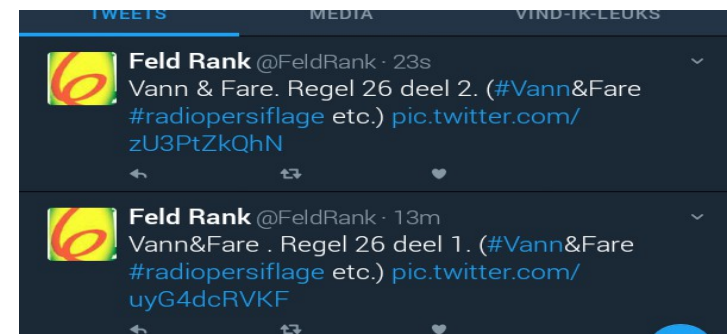 TWEETS MEDIA VIND-IK-LEUKS
Feld Rank @FeldRank · 23s
Vann & Fare. Regel 26 deel 2. (#Vann&Fare
#radiopersiflage etc.) pic.twitter.com/
zU3PtZkQhN
Feld Rank @FeldRank · 13m
Vann&Fare . Regel 26 deel 1. (#Vann&Fare
#radiopersiflage etc.) pic.twitter.com/
uyG4dcRVKF